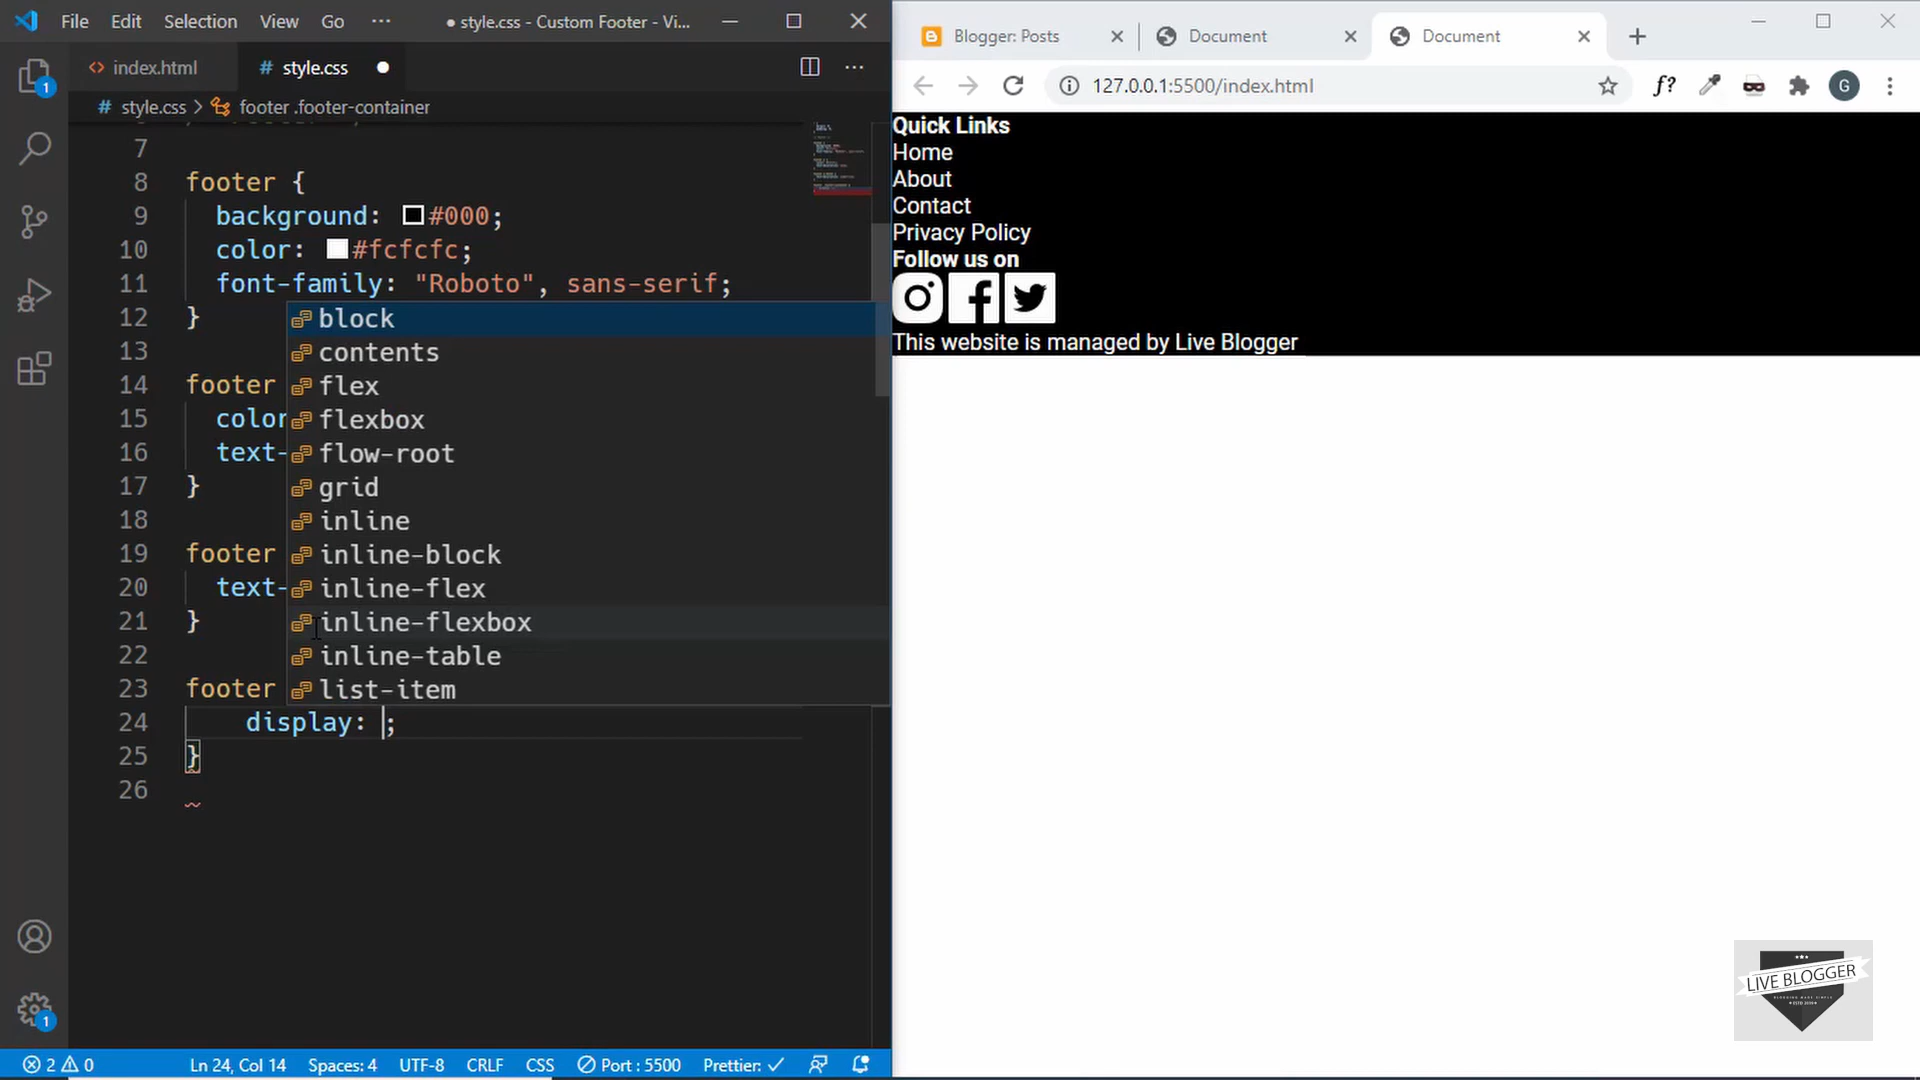 File Edit Selection View Go ··· ● style.css - Custom Footer - Vi...
index.html # style.css ●
# style.css > footer .footer-container
7
8 footer {
9 background: #000;
10 color: #fcfcfc;
11 font-family: "Roboto", sans-serif;
12 }
block
13
contents
14 footer
flex
15 color
flexbox
16 text-
flow-root
17 }
grid
18
inline
19 footer
inline-block
20 text-
inline-flex
21 }
inline-flexbox
22
inline-table
23 footer
list-item
24 display: ;
25 }
26
1
1
2 0 Ln 24, Col 14 Spaces: 4 UTF-8 CRLF CSS Port : 5500 Prettier: ✓
Blogger: Posts
Document
Document
127.0.0.1:5500/index.html
f?
G
Quick Links
Home
About
Contact
Privacy Policy
Follow us on
This website is managed by Live Blogger
LIVE BLOGGER